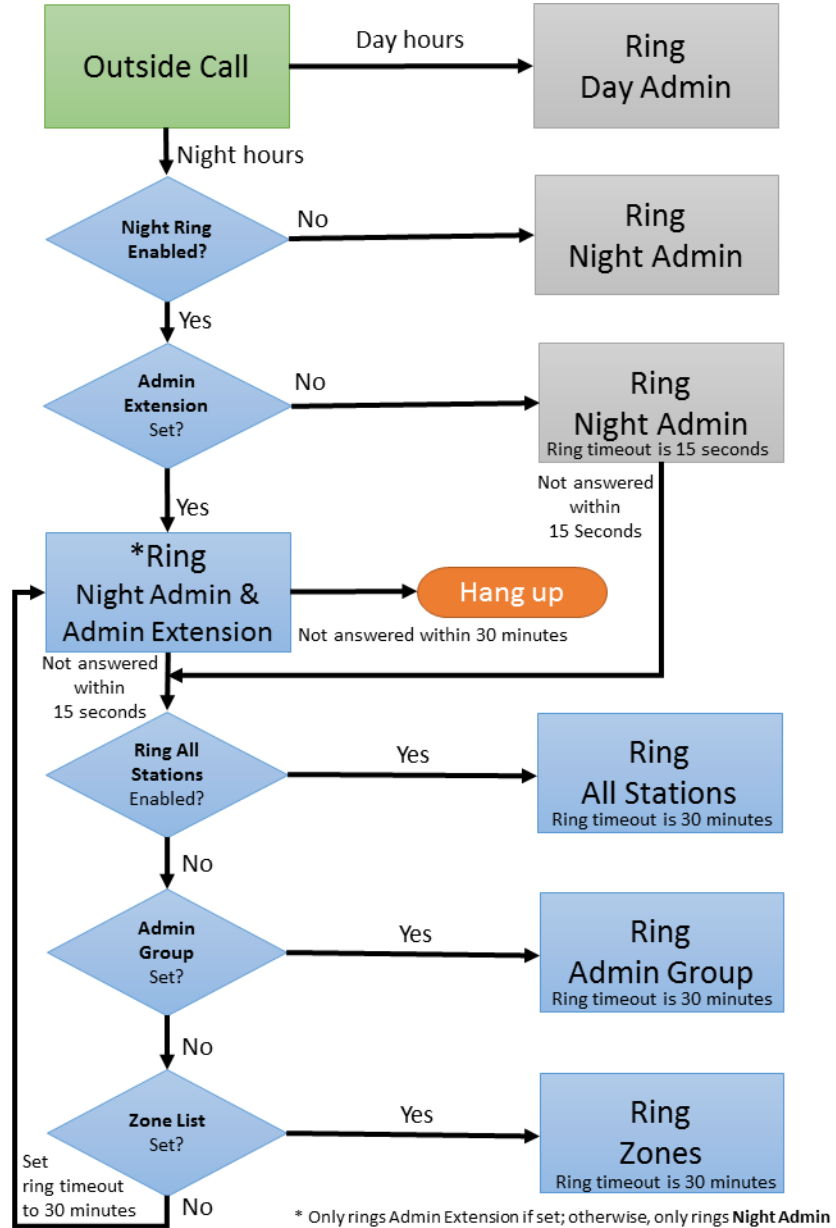 Outside Call
Day hours
Ring
Day Admin
Night hours
Night Ring
Enabled?
No
Ring
Night Admin
Yes
Admin
Extension
Set?
No
Ring
Night Admin
Ring timeout is 15 seconds
Not answered
within
15 Seconds
Yes
*Ring
Night Admin &
Admin Extension
Hang up
Not answered within 30 minutes
Not answered
within
15 seconds
Ring All
Stations
Enabled?
Yes
Ring
All Stations
Ring timeout is 30 minutes
No
Admin
Group
Set?
Yes
Ring
Admin Group
Ring timeout is 30 minutes
No
Zone List
Set?
Yes
Ring
Zones
Ring timeout is 30 minutes
Set
ring timeout
to 30 minutes
No
* Only rings Admin Extension if set; otherwise, only rings Night Admin